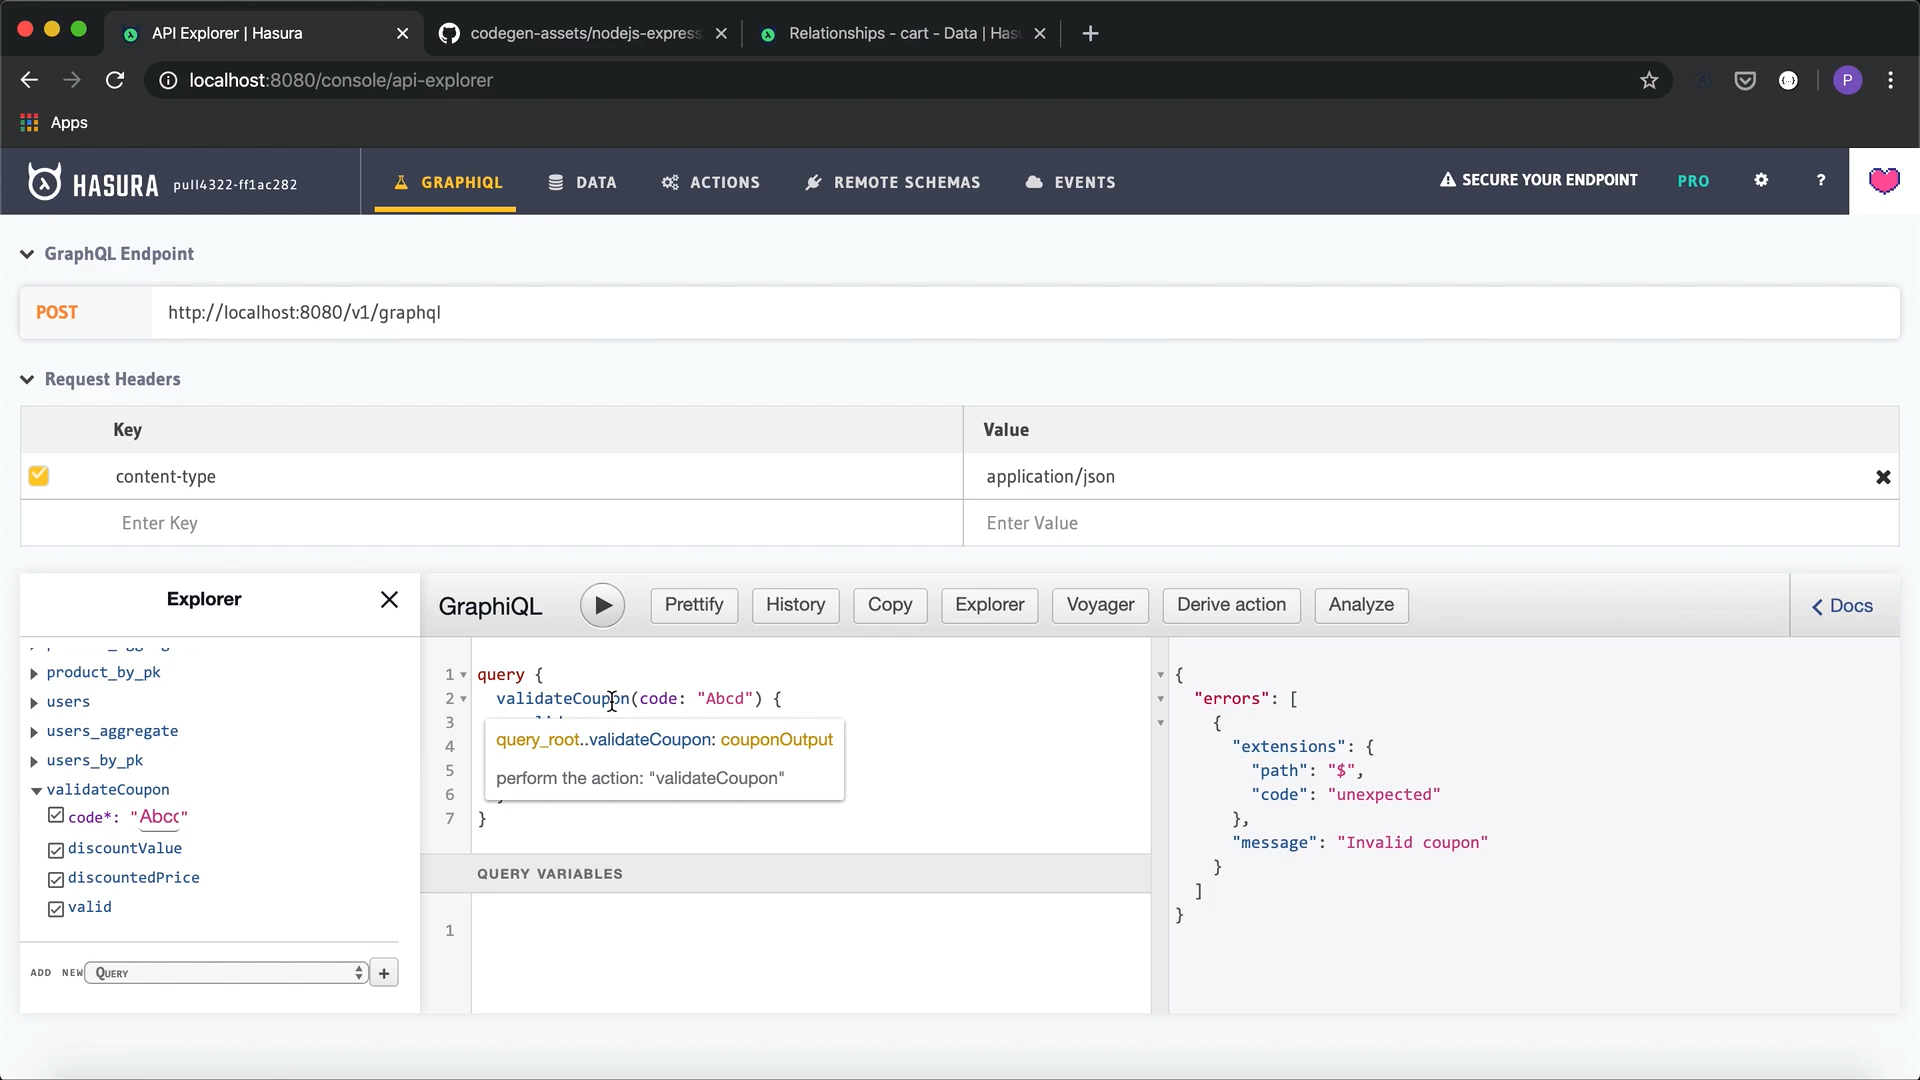 API Explorer | Hasura
codegen-assets/nodejs-express
Relationships - cart - Data | Has
localhost:8080/console/api-explorer
P
Apps
HASURA pull4322-ff1ac282
GRAPHIQL
DATA
ACTIONS
REMOTE SCHEMAS
EVENTS
SECURE YOUR ENDPOINT
PRO
?
GraphQL Endpoint
POST http://localhost:8080/v1/graphql
Request Headers
Key Value
content-type application/json
Enter Key Enter Value
Explorer
GraphiQL
Prettify
History
Copy
Explorer
Voyager
Derive action
Analyze
Docs
product_by_pk
users
users_aggregate
users_by_pk
validateCoupon
code*: "Abcc"
discountValue
discountedPrice
valid
ADD NEW QUERY +
1 query {
2 validateCoupon(code: "Abcd") {
3
4
5
6
7 }
query_root..validateCoupon: couponOutput
perform the action: "validateCoupon"
QUERY VARIABLES
1
{
"errors": [
{
"extensions": {
"path": "$",
"code": "unexpected"
},
"message": "Invalid coupon"
}
]
}